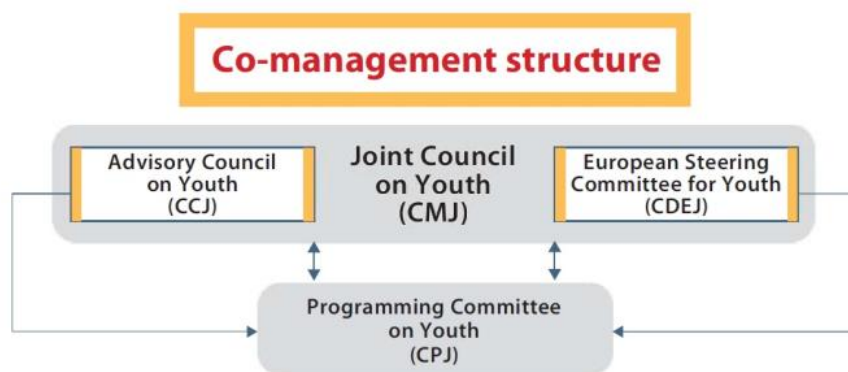 Co-management structure
Advisory Council
on Youth
(CCJ)
Joint Council
on Youth
(CMJ)
European Steering
Committee for Youth
(CDEJ)
Programming Committee
on Youth
(CPJ)